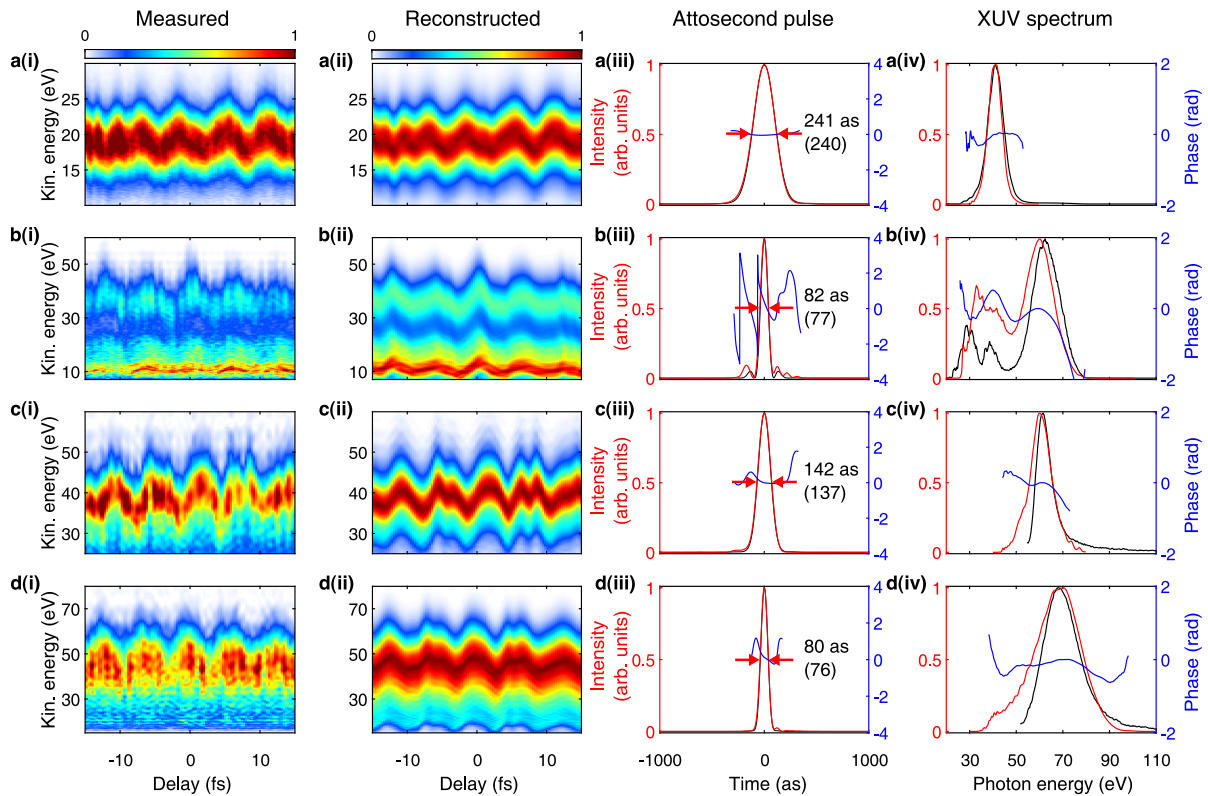 Measured
Reconstructed
Attosecond pulse
XUV spectrum
0 1
0 1
a(i)
Kin. energy (eV)
25
20
15
a(ii)
25
20
15
a(iii)
Intensity
(arb. units)
1
0.5
0
241 as
(240)
4
2
0
-2
-4
a(iv)
1
0.5
0
2
1
0
-1
-2
Phase (rad)
b(i)
Kin. energy (eV)
50
30
10
b(ii)
50
30
10
b(iii)
Intensity
(arb. units)
1
0.5
0
82 as
(77)
4
2
0
-2
-4
b(iv)
1
0.5
0
2
1
0
-1
-2
Phase (rad)
c(i)
Kin. energy (eV)
50
40
30
c(ii)
50
40
30
c(iii)
Intensity
(arb. units)
1
0.5
0
142 as
(137)
4
2
0
-2
-4
c(iv)
1
0.5
0
2
1
0
-1
-2
Phase (rad)
d(i)
Kin. energy (eV)
70
50
30
-10 0 10
Delay (fs)
d(ii)
70
50
30
-10 0 10
Delay (fs)
d(iii)
Intensity
(arb. units)
1
0.5
0
80 as
(76)
4
2
0
-2
-4
-1000 0 1000
Time (as)
d(iv)
1
0.5
0
2
1
0
-1
-2
Phase (rad)
30 50 70 90 110
Photon energy (eV)